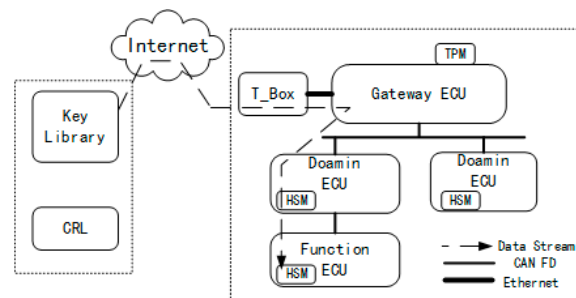 Internet
TPM
T_Box
Gateway ECU
Key
Library
CRL
Doamin
ECU
HSM
Doamin
ECU
HSM
Function
ECU
HSM
Data Stream
CAN FD
Ethernet